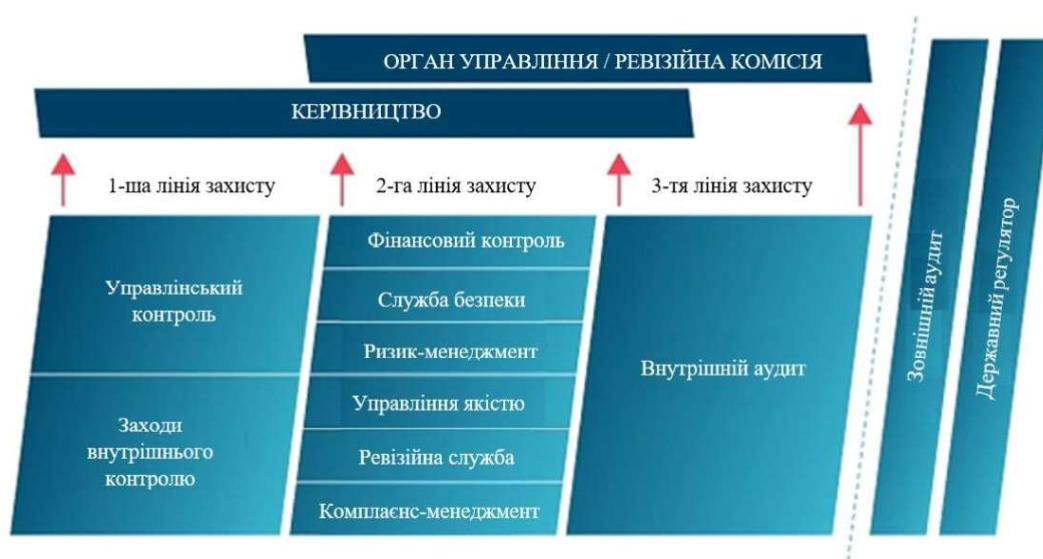 ОРГАН УПРАВЛІННЯ / РЕВІЗІЙНА КОМІСІЯ
КЕРІВНИЦТВО
1-ша лінія захисту
2-га лінія захисту
3-тя лінія захисту
Управлінський
контроль
Заходи
внутрішнього
контролю
Фінансовий контроль
Служба безпеки
Ризик-менеджмент
Управління якістю
Ревізійна служба
Комплаєнс-менеджмент
Внутрішній аудит
Зовнішній аудит
Державний регулятор